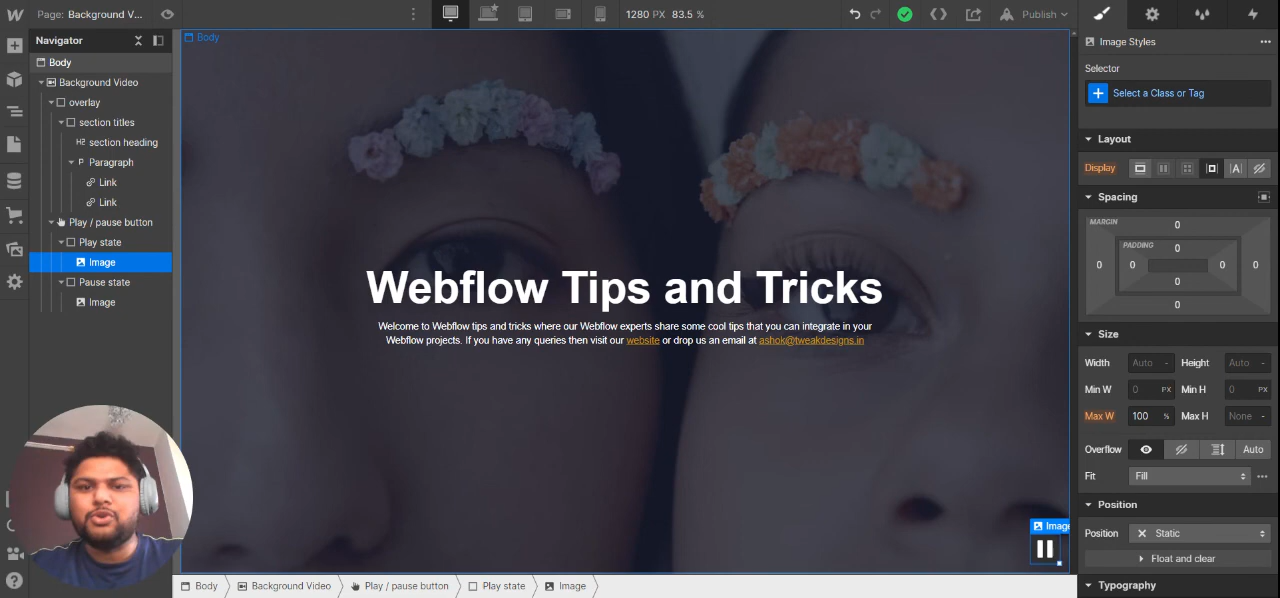 Page: Background V...
1280 PX 83.5 %
Publish
Navigator
Body
Background Video
overlay
section titles
H2 section heading
P Paragraph
Link
Link
Play / pause button
Play state
Image
Pause state
Image
Body
Webflow Tips and Tricks
Welcome to Webflow tips and tricks where our Webflow experts share some cool tips that you can integrate in your
Webflow projects. If you have any queries then visit our website or drop us an email at ashok@tweakdesigns.in
Image
Body Background Video Play / pause button Play state Image
Image Styles
Selector
Select a Class or Tag
Layout
Display
Spacing
MARGIN
0
PADDING
0
0 0 0 0
0
0
Size
Width Auto - Height Auto -
Min W 0 PX Min H 0 PX
Max W 100 % Max H None -
Overflow Auto
Fit Fill
Position
Position Static
Float and clear
Typography